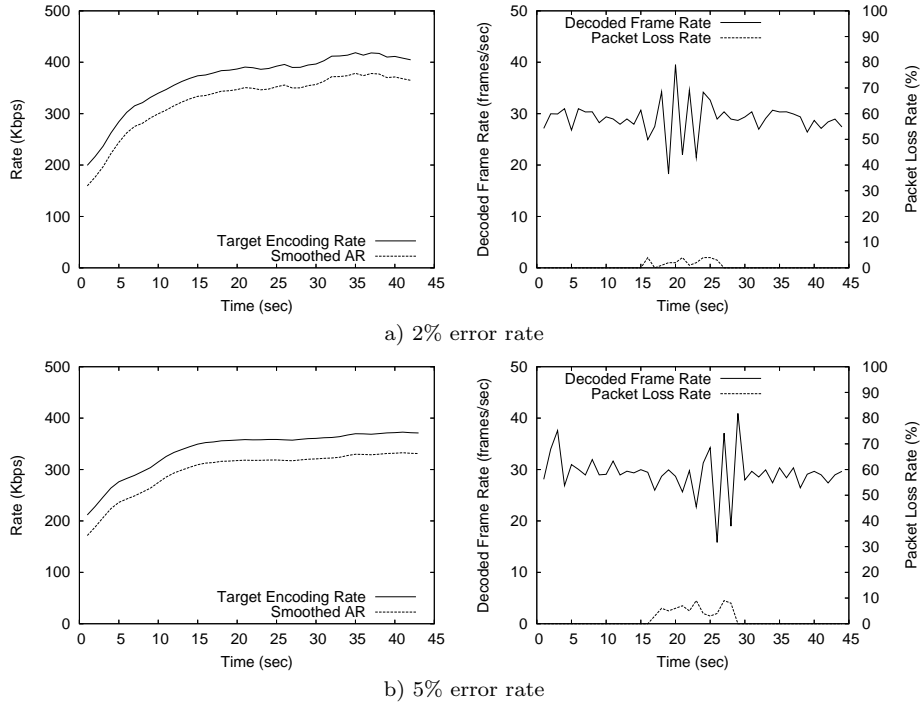 500
400
300
200
100
0
Rate (Kbps)
Target Encoding Rate
Smoothed AR
0 5 10 15 20 25 30 35 40 45
Time (sec)
50
40
30
20
10
0
Decoded Frame Rate (frames/sec)
Decoded Frame Rate
Packet Loss Rate
100
90
80
70
60
50
40
30
20
10
0
Packet Loss Rate (%)
0 5 10 15 20 25 30 35 40 45
Time (sec)
a) 2% error rate
500
400
300
200
100
0
Rate (Kbps)
Target Encoding Rate
Smoothed AR
0 5 10 15 20 25 30 35 40 45
Time (sec)
50
40
30
20
10
0
Decoded Frame Rate (frames/sec)
Decoded Frame Rate
Packet Loss Rate
100
90
80
70
60
50
40
30
20
10
0
Packet Loss Rate (%)
0 5 10 15 20 25 30 35 40 45
Time (sec)
b) 5% error rate